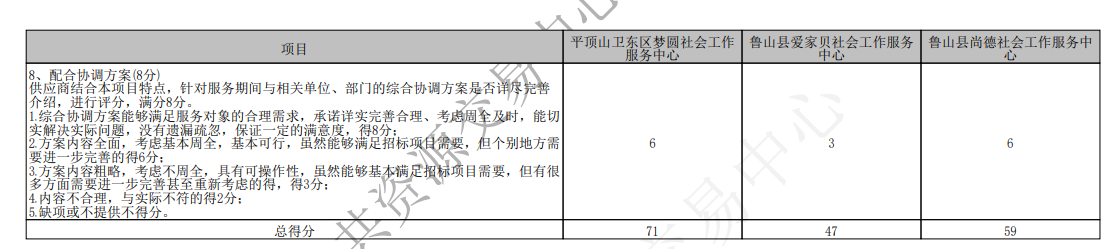 项目
平顶山卫东区梦圆社会工作
服务中心
鲁山县爱家贝社会工作服务
中心
鲁山县尚德社会工作服务中
心
8、配合协调方案(8分)
供应商结合本项目特点，针对服务期间与相关单位、部门的综合协调方案是否详尽完善
介绍，进行评分，满分8分。
1.综合协调方案能够满足服务对象的合理需求，承诺详实完善合理、考虑周全及时，能切
实解决实际问题，没有遗漏疏忽，保证一定的满意度，得8分；
2.方案内容全面，考虑基本周全，基本可行，虽然能够满足招标项目需要，但个别地方需
要进一步完善的得6分；
3.方案内容粗略，考虑不周全，具有可操作性，虽然能够基本满足招标项目需要，但有很
多方面需要进一步完善甚至重新考虑的得，得3分；
4.内容不合理，与实际不符的得2分；
5.缺项或不提供不得分。
6
3
6
总得分
71
47
59
共资源交易中心
易中心